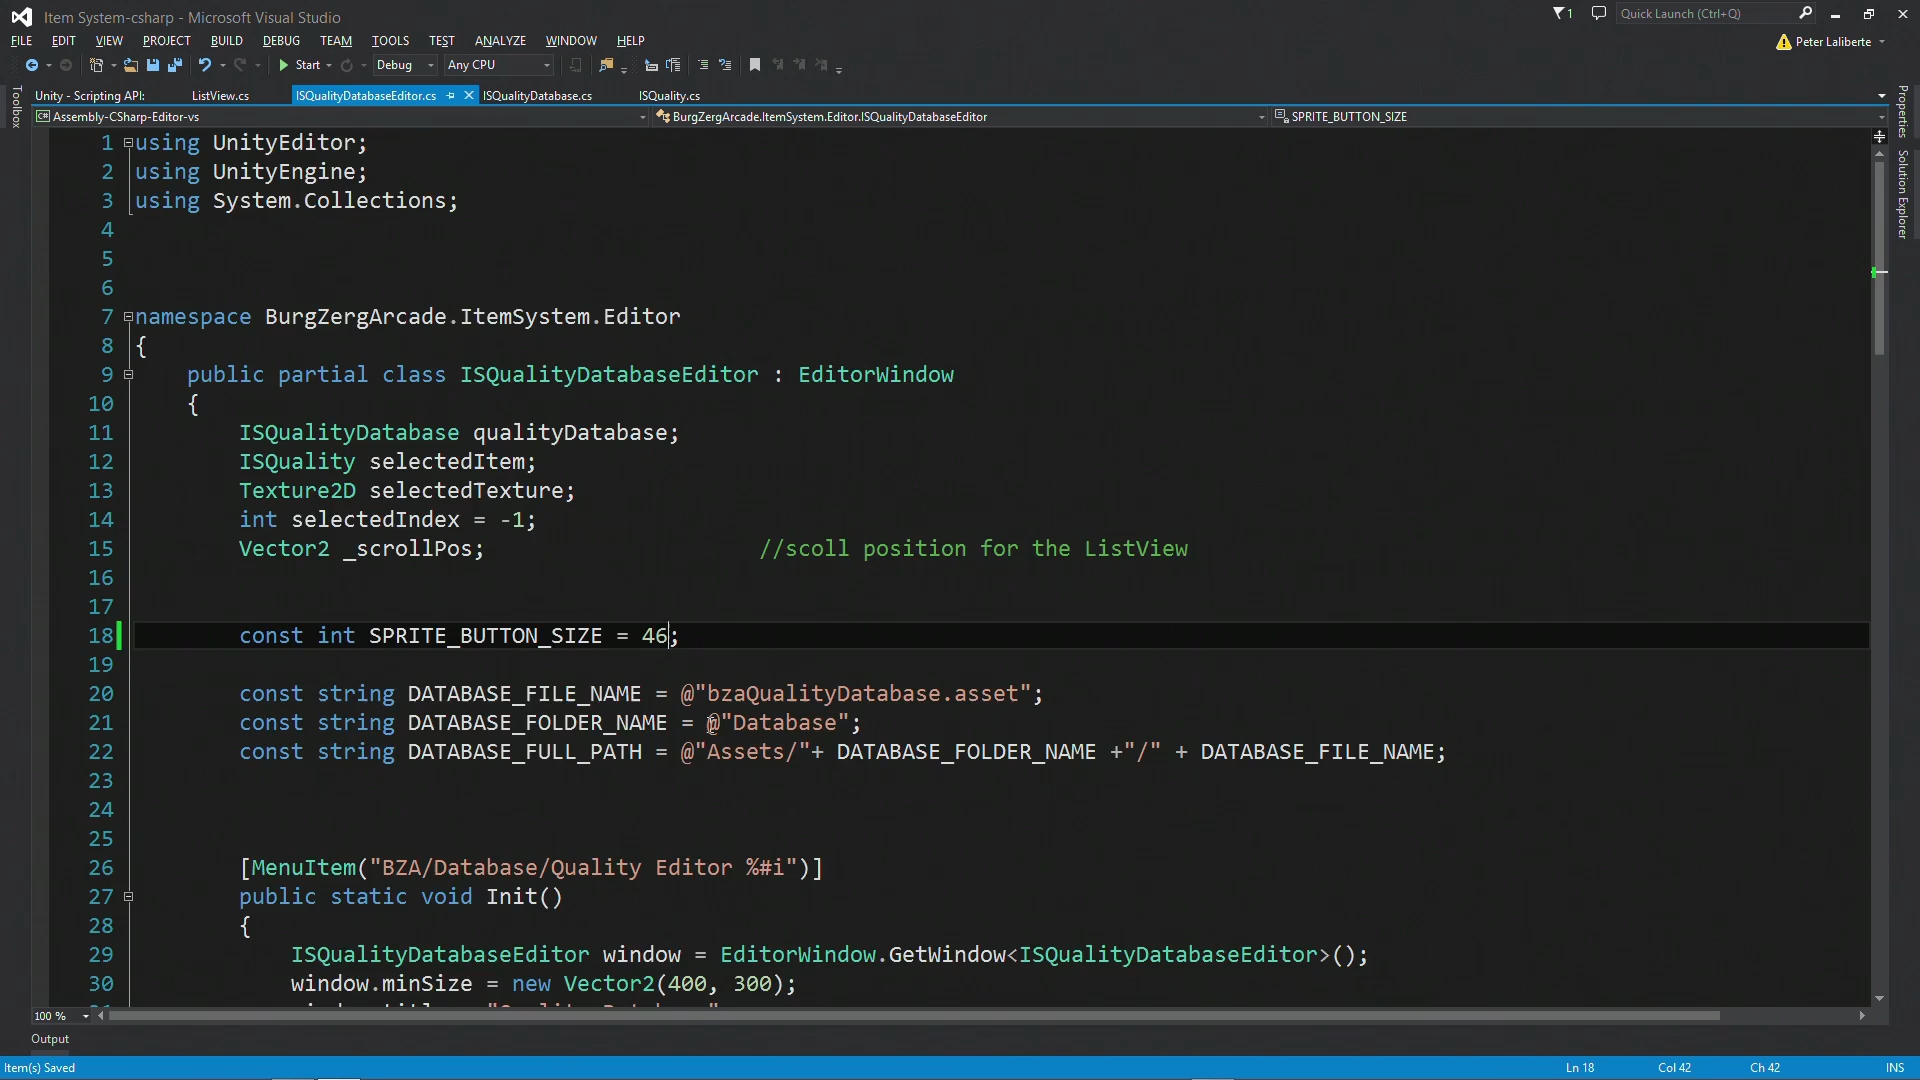 Item System-csharp - Microsoft Visual Studio
1
Quick Launch (Ctrl+Q)
FILE EDIT VIEW PROJECT BUILD DEBUG TEAM TOOLS TEST ANALYZE WINDOW HELP
Peter Laliberte
Start Debug Any CPU
Toolbox
Unity - Scripting API: ListView.cs ISQualityDatabaseEditor.cs ISQualityDatabase.cs ISQuality.cs
Properties
Solution Explorer
Assembly-CSharp-Editor-vs BurgZergArcade.ItemSystem.Editor.ISQualityDatabaseEditor SPRITE_BUTTON_SIZE
1 using UnityEditor;
2 using UnityEngine;
3 using System.Collections;
4
5
6
7 namespace BurgZergArcade.ItemSystem.Editor
8 {
9 public partial class ISQualityDatabaseEditor : EditorWindow
10 {
11 ISQualityDatabase qualityDatabase;
12 ISQuality selectedItem;
13 Texture2D selectedTexture;
14 int selectedIndex = -1;
15 Vector2 _scrollPos; //scoll position for the ListView
16
17
18 const int SPRITE_BUTTON_SIZE = 46;
19
20 const string DATABASE_FILE_NAME = @"bzaQualityDatabase.asset";
21 const string DATABASE_FOLDER_NAME = @"Database";
22 const string DATABASE_FULL_PATH = @"Assets/"+ DATABASE_FOLDER_NAME +"/" + DATABASE_FILE_NAME;
23
24
25
26 [MenuItem("BZA/Database/Quality Editor %#i")]
27 public static void Init()
28 {
29 ISQualityDatabaseEditor window = EditorWindow.GetWindow<ISQualityDatabaseEditor>();
30 window.minSize = new Vector2(400, 300);
100 %
Output
Item(s) Saved Ln 18 Col 42 Ch 42 INS